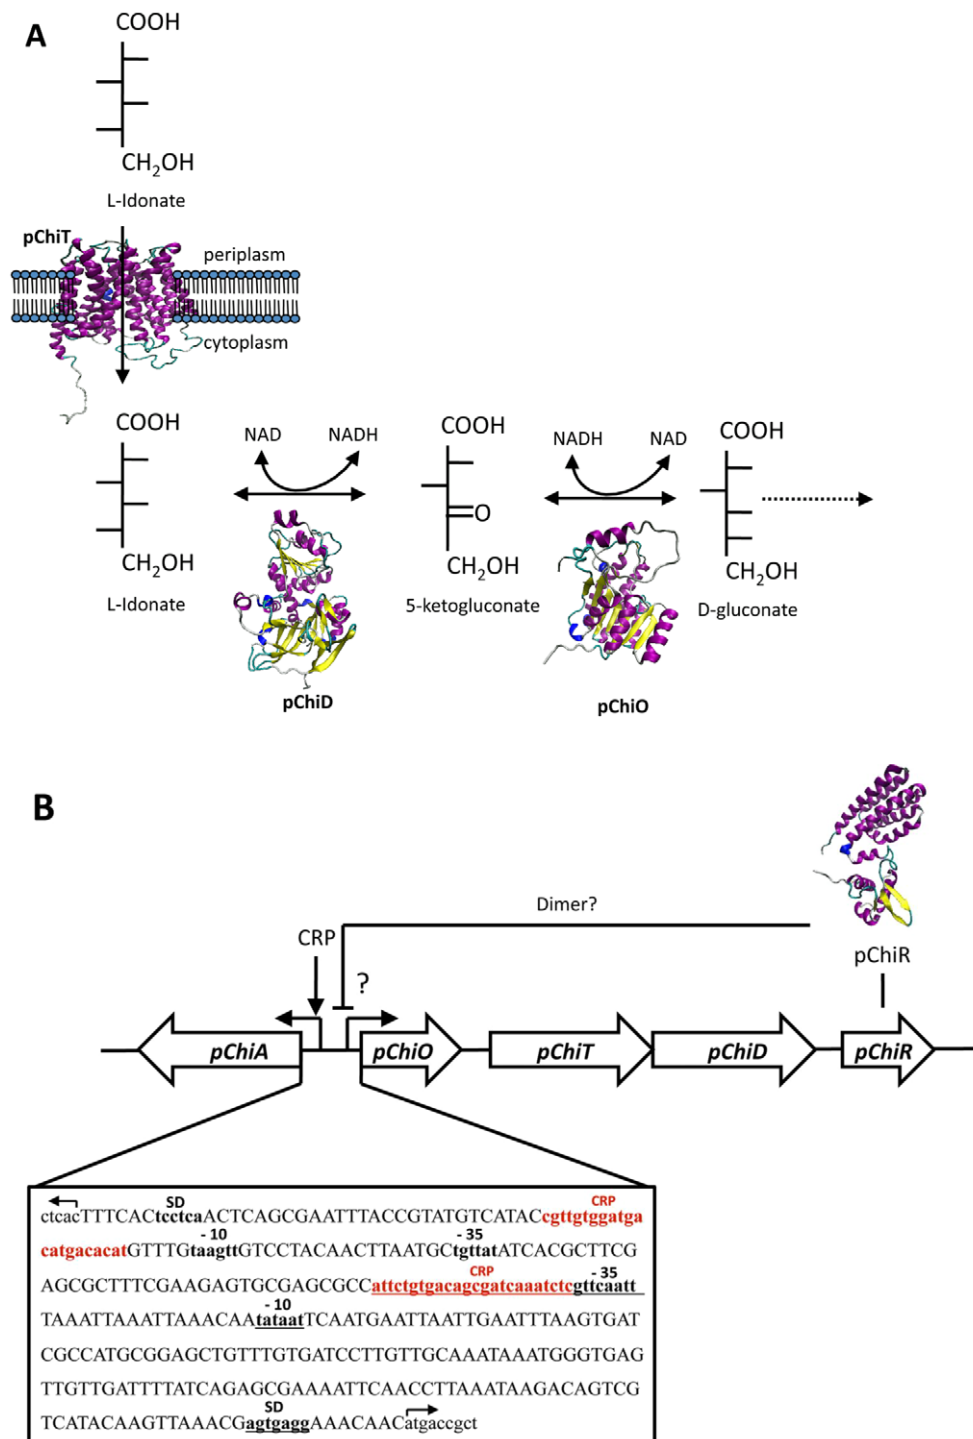 A
COOH
CH2OH
L-Idonate
pChiT
periplasm
cytoplasm
COOH
CH2OH
L-Idonate
NAD NADH
pChiD
COOH
O
CH2OH
5-ketogluconate
NADH NAD
pChiO
COOH
CH2OH
D-gluconate
B
Dimer?
CRP
?
pChiR
pChiA pChiO pChiT pChiD pChiR
SD CRP
ctcacTTTCACtcctcaACTCAGCGAATTTACCGTATGTCATACcgttgtggatga
- 10 - 35
catgacacatGTTTGtaagttGTCCTACAACTTAATGCtgttatATCACGCTTCG
CRP - 35
AGCGCTTTCGAAGAGTGCGAGCGCCattctgtgacagcgatcaaatctcgttcaatt
- 10
TAAATTAAATTAAACAAtataatTCAATGAATTAATTGAATTTAAGTGAT
CGCCATGCGGAGCTGTTTGTGATCCTTGTTGCAAATAAATGGGTGAG
TTGTTGATTTTATCAGAGCGAAAATTCAACCTTAAATAAGACAGTCG
SD
TCATACAAGTTAAACGagtgaggAAACAACatgaccgct